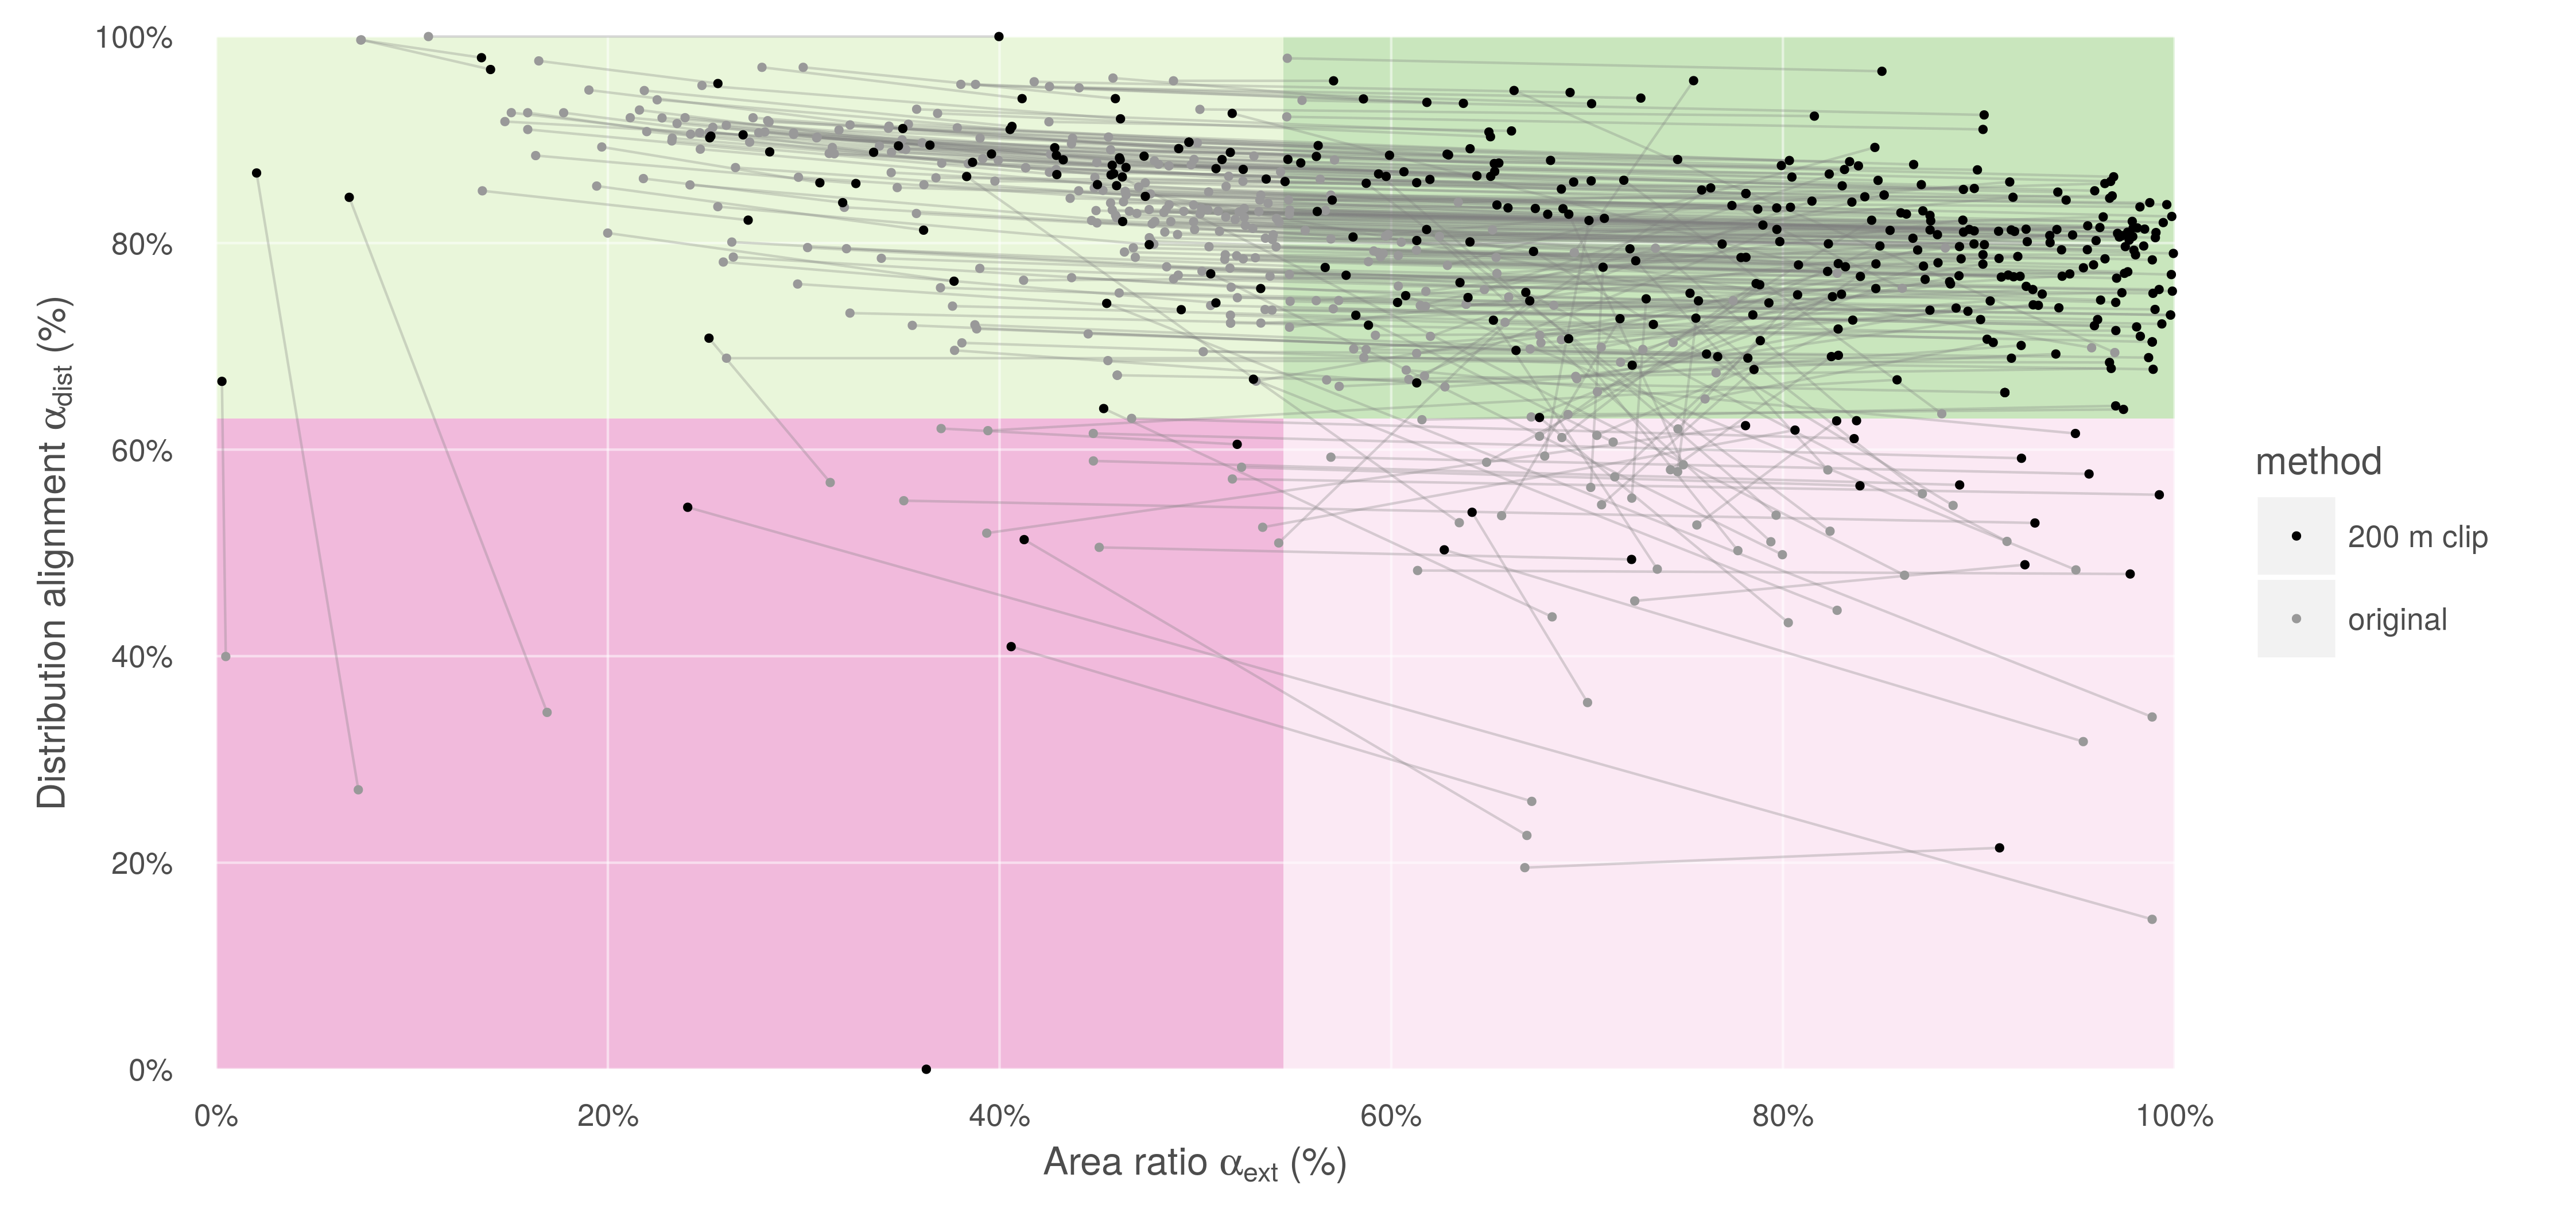 100%
80%
60%
40%
20%
0%
Distribution alignment αdist (%)
0%
20%
40%
60%
80%
100%
Area ratio αext (%)
method
200 m clip
original